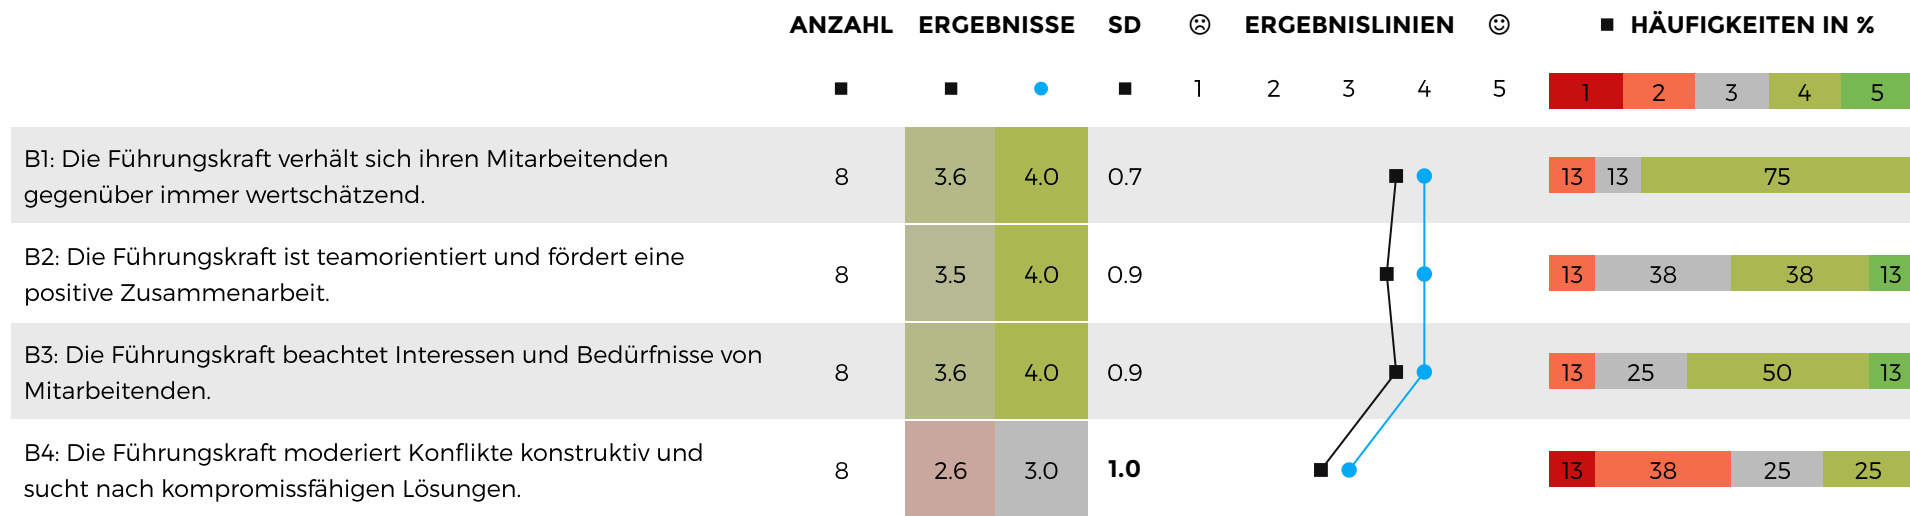 ANZAHL ERGEBNISSE SD ☹ ERGEBNISLINIEN ☺ ■ HÄUFIGKEITEN IN %
■ ■ ● ■ 1 2 3 4 5 1 2 3 4 5
B1: Die Führungskraft verhält sich ihren Mitarbeitenden
gegenüber immer wertschätzend.
8 3.6 4.0 0.7 13 13 75
B2: Die Führungskraft ist teamorientiert und fördert eine
positive Zusammenarbeit.
8 3.5 4.0 0.9 13 38 38 13
B3: Die Führungskraft beachtet Interessen und Bedürfnisse von
Mitarbeitenden.
8 3.6 4.0 0.9 13 25 50 13
B4: Die Führungskraft moderiert Konflikte konstruktiv und
sucht nach kompromissfähigen Lösungen.
8 2.6 3.0 1.0 13 38 25 25